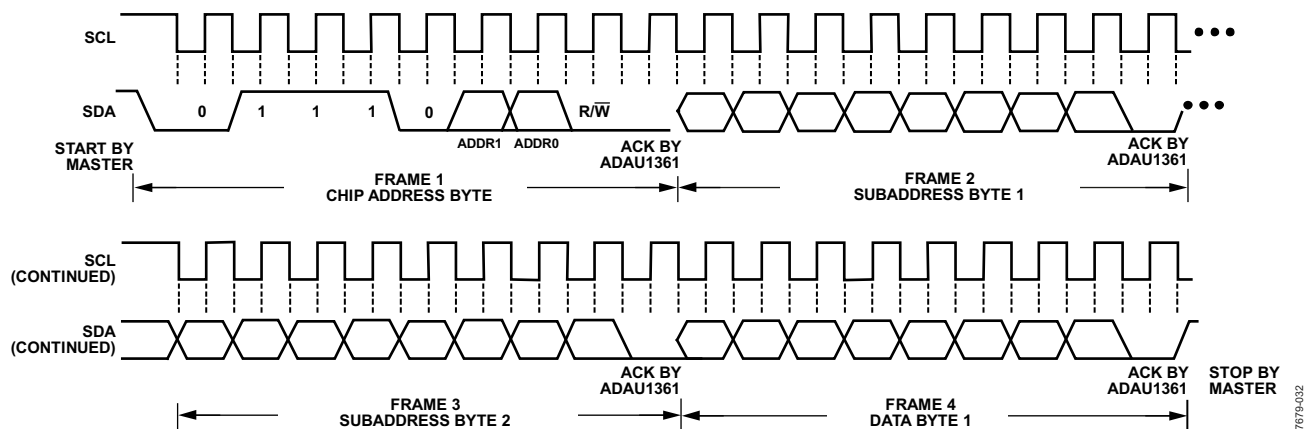 SCL
SDA
0 1 1 1 0 R/W̅
ADDR1 ADDR0
START BY
MASTER
ACK BY
ADAU1361
ACK BY
ADAU1361
FRAME 1
CHIP ADDRESS BYTE
FRAME 2
SUBADDRESS BYTE 1
SCL
(CONTINUED)
SDA
(CONTINUED)
ACK BY
ADAU1361
ACK BY
ADAU1361
STOP BY
MASTER
FRAME 3
SUBADDRESS BYTE 2
FRAME 4
DATA BYTE 1
7679-032